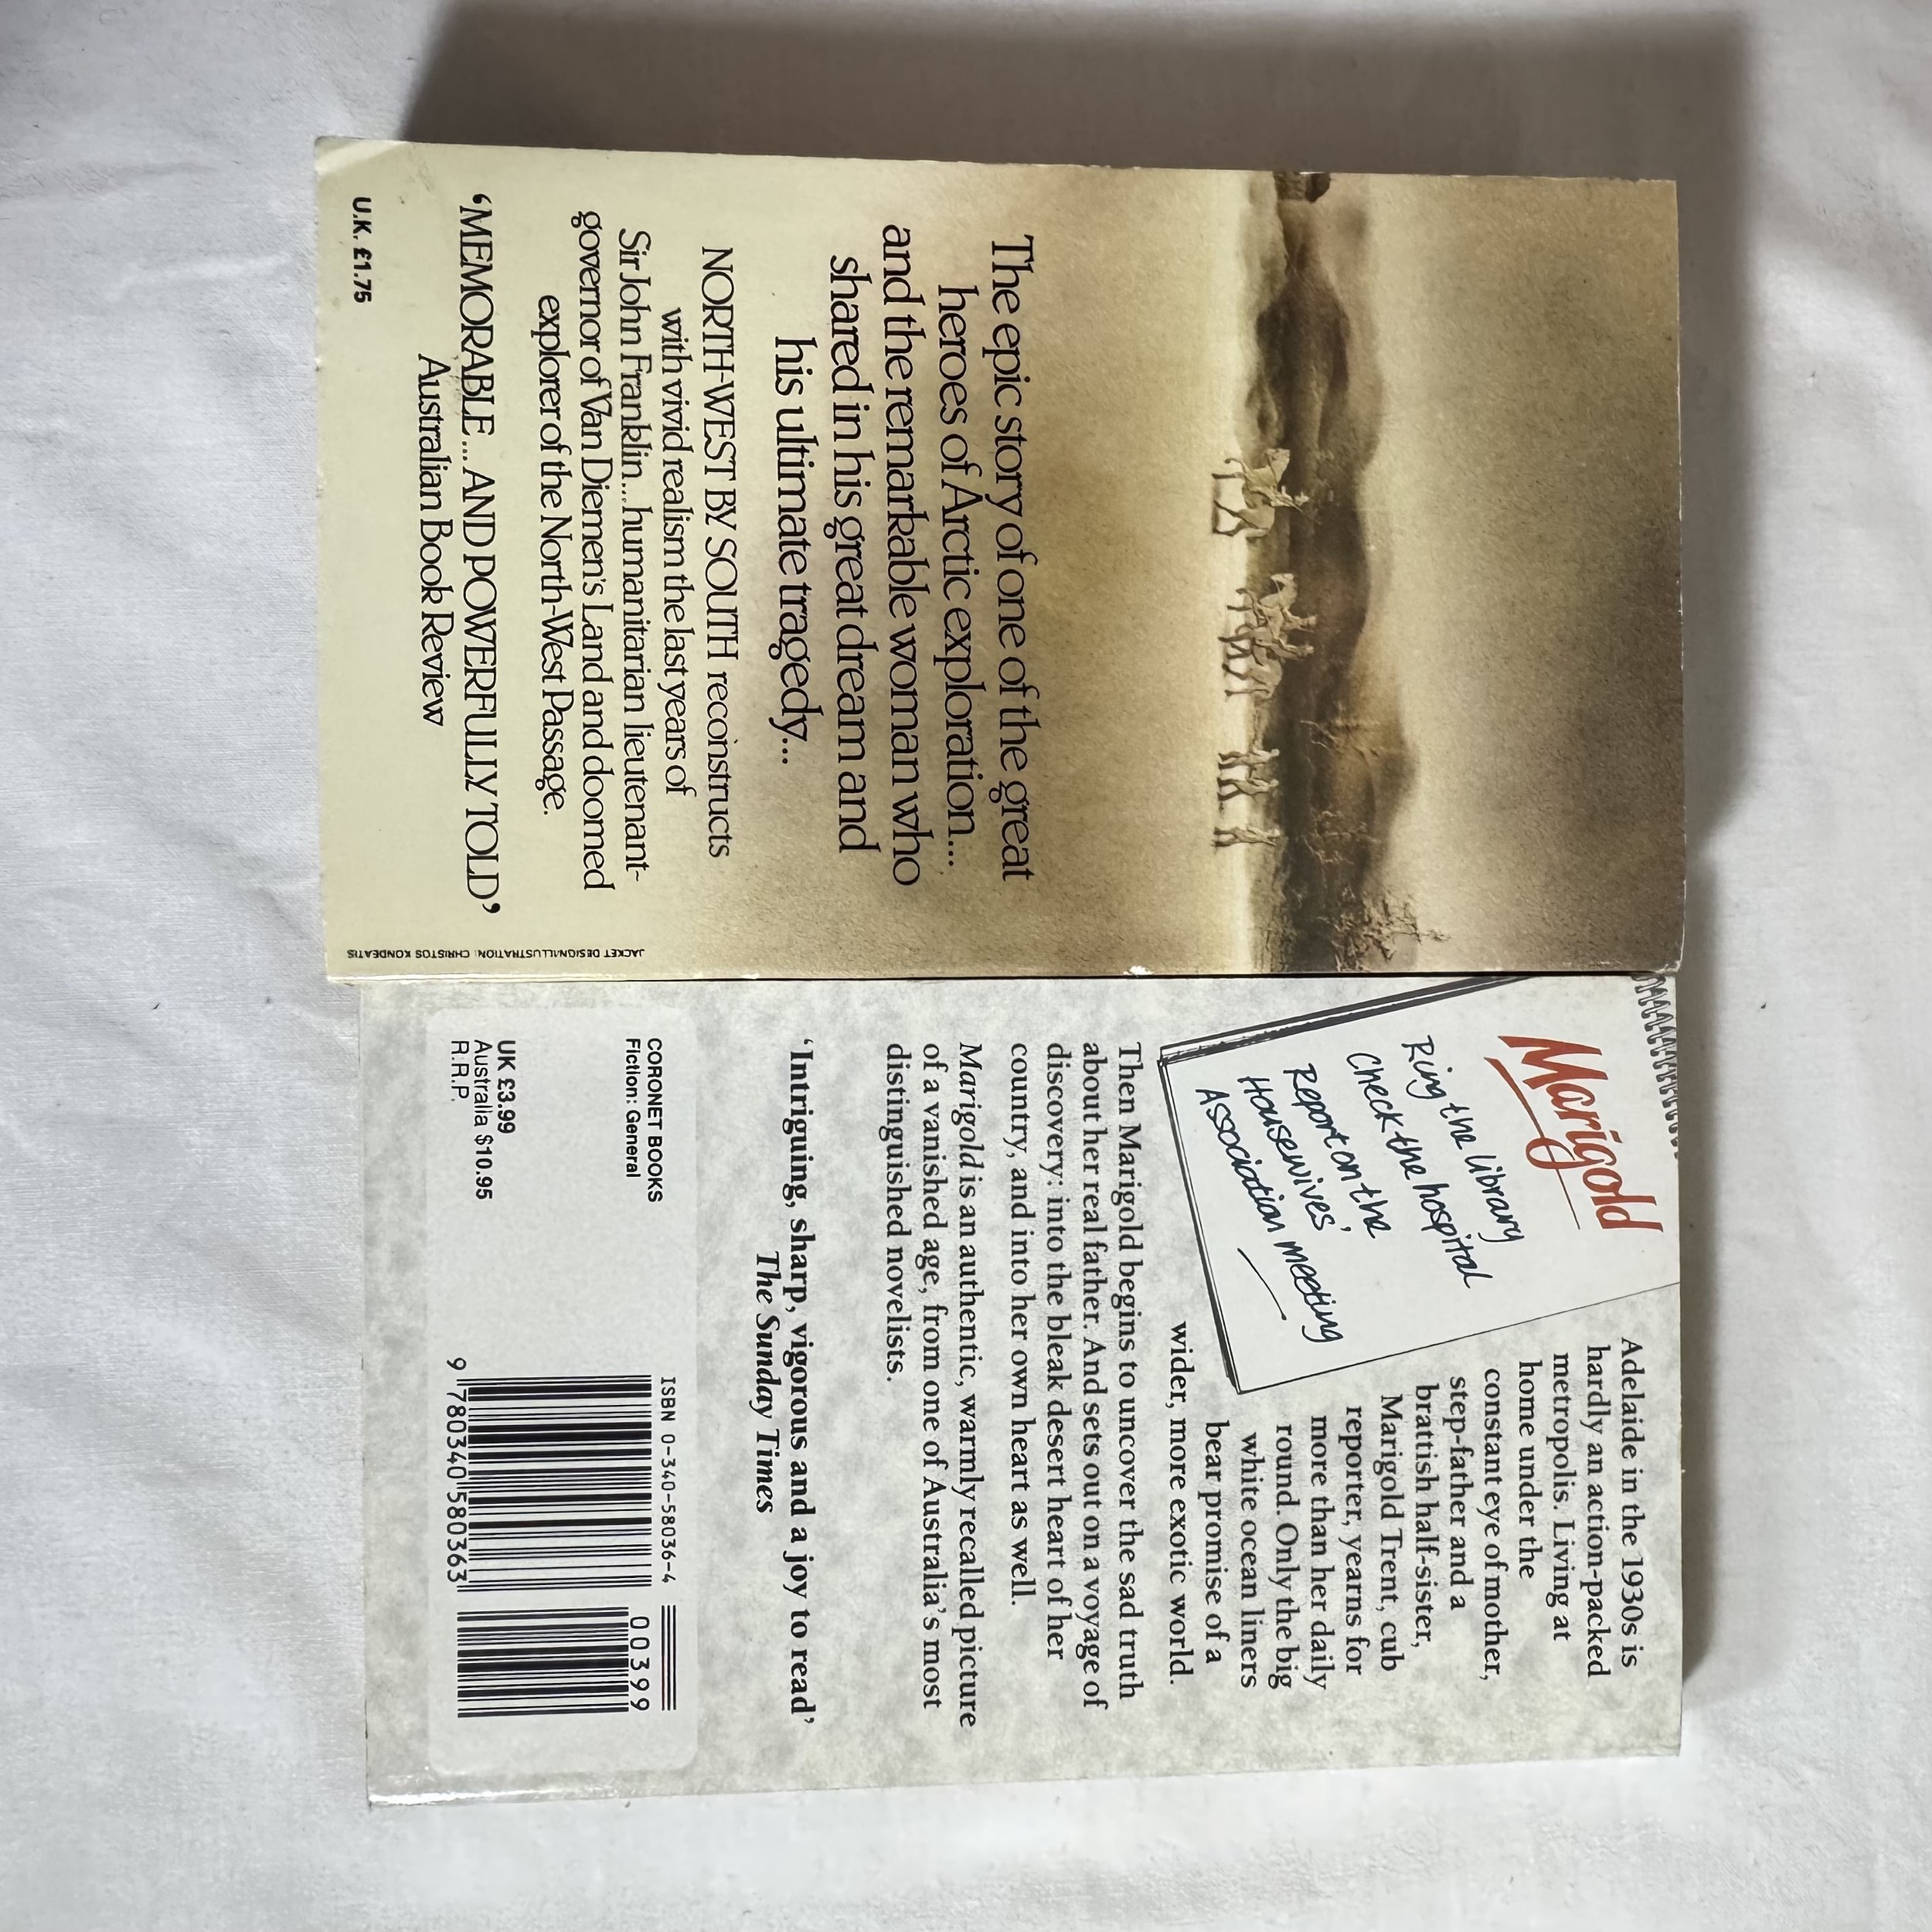 The epic story of one of the great
heroes of Arctic exploration...
and the remarkable woman who
shared in his great dream and
his ultimate tragedy...
NORTH-WEST BY SOUTH reconstructs
with vivid realism the last years of
Sir John Franklin...humanitarian lieutenant-
governor of Van Diemen's Land and doomed
explorer of the North-West Passage.
‘MEMORABLE... AND POWERFULLY TOLD’
Australian Book Review
U.K. £1.75
JACKET DESIGN/ILLUSTRATION: CHRISTOS KONDEATIS
Marigold
Ring the library
Check the hospital
Report on the
Housewives'
Association meeting
Adelaide in the 1930s is
hardly an action-packed
metropolis. Living at
home under the
constant eye of mother,
step-father and a
brattish half-sister,
Marigold Trent, cub
reporter, yearns for
more than her daily
round. Only the big
white ocean liners
bear promise of a
wider, more exotic world.
Then Marigold begins to uncover the sad truth
about her real father. And sets out on a voyage of
discovery: into the bleak desert heart of her
country, and into her own heart as well.
Marigold is an authentic, warmly recalled picture
of a vanished age, from one of Australia's most
distinguished novelists.
‘Intriguing, sharp, vigorous and a joy to read’
The Sunday Times
CORONET BOOKS
Fiction: General
UK £3.99
Australia $10.95
R.R.P.
ISBN 0-340-58036-4
00399
9 780340 580363